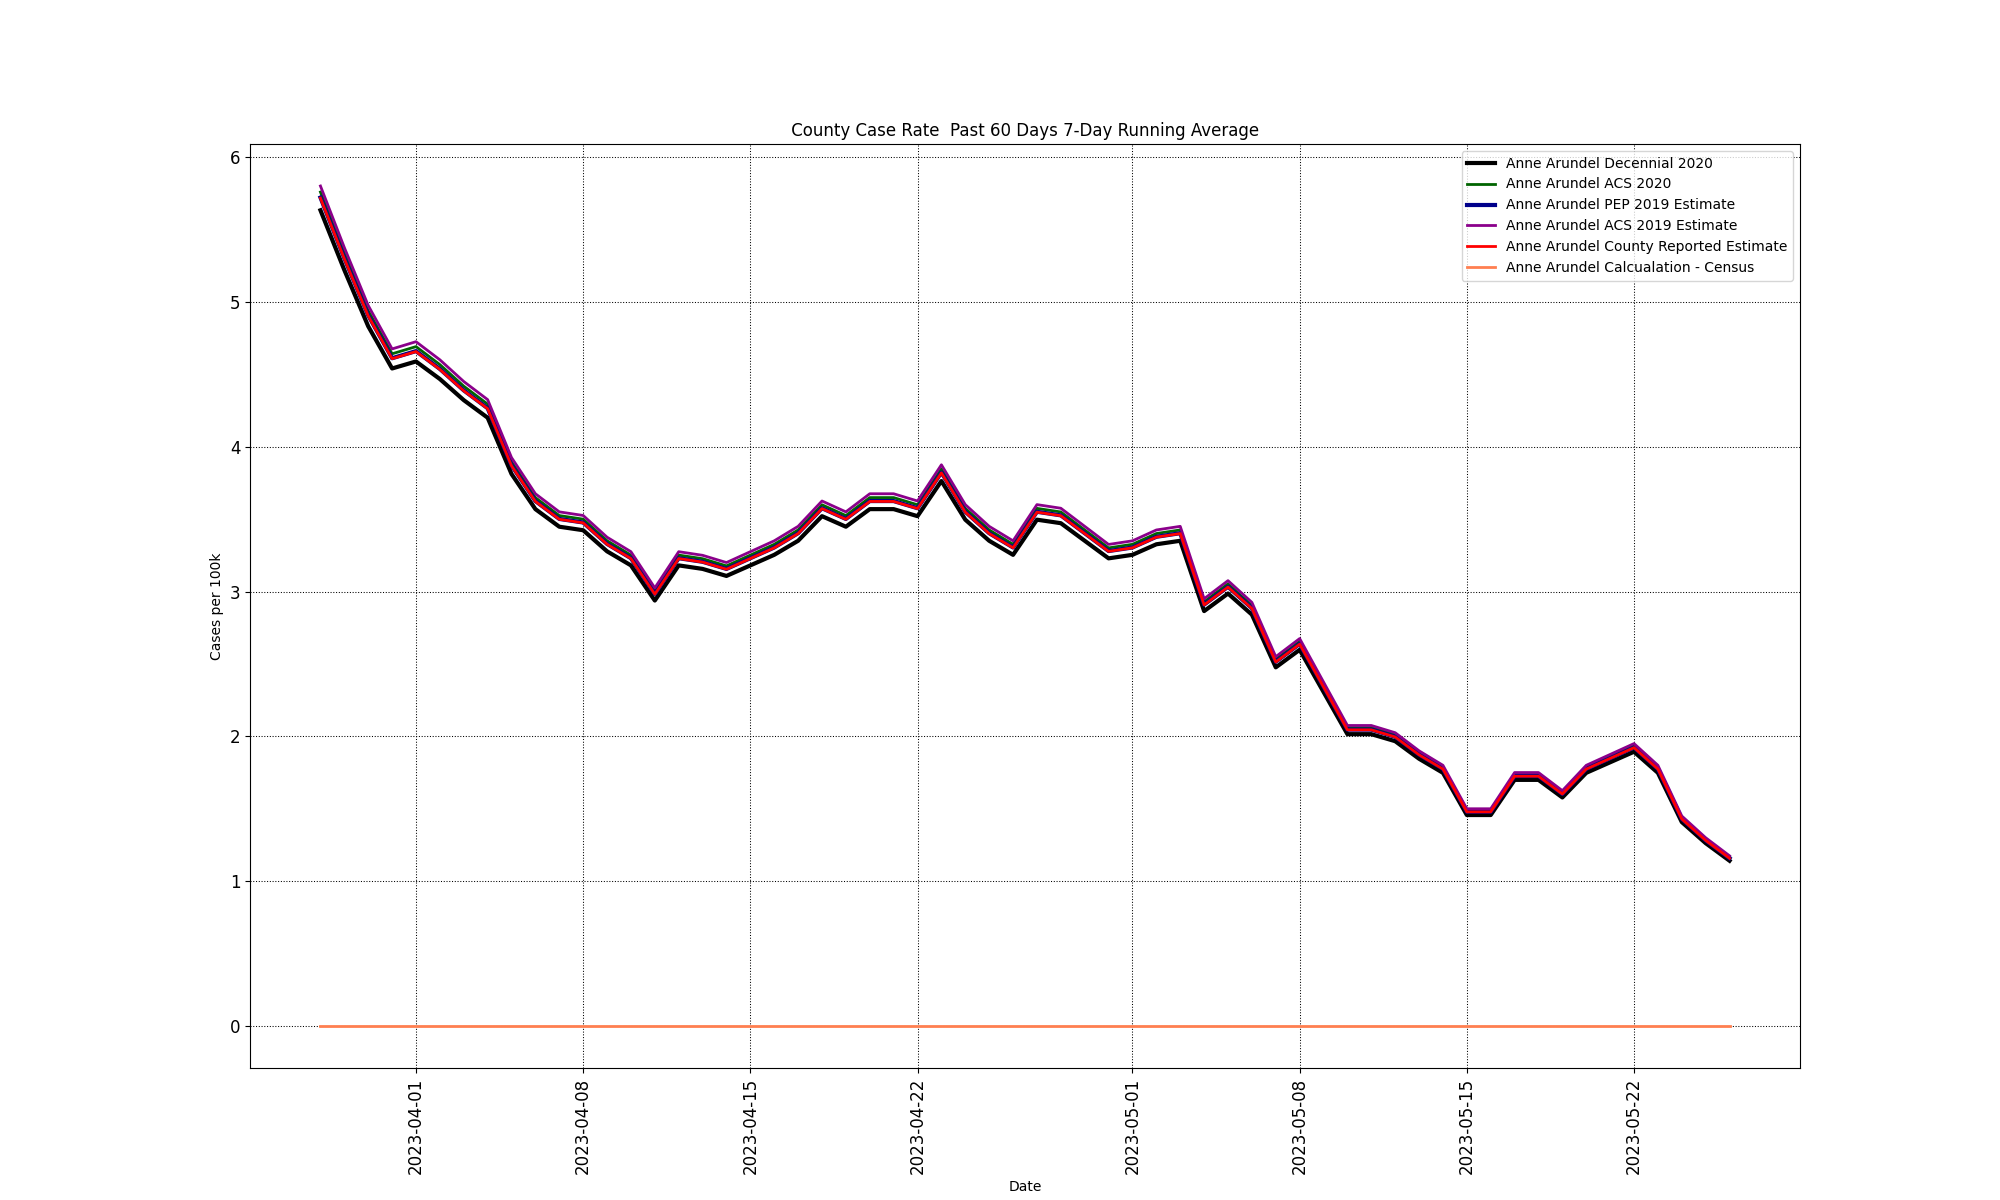 County Case Rate  Past 60 Days 7-Day Running Average
Anne Arundel Decennial 2020
Anne Arundel ACS 2020
Anne Arundel PEP 2019 Estimate
Anne Arundel ACS 2019 Estimate
Anne Arundel County Reported Estimate
Anne Arundel Calcualation - Census
6
5
4
3
2
1
0
Cases per 100k
2023-04-01
2023-04-08
2023-04-15
2023-04-22
2023-05-01
2023-05-08
2023-05-15
2023-05-22
Date